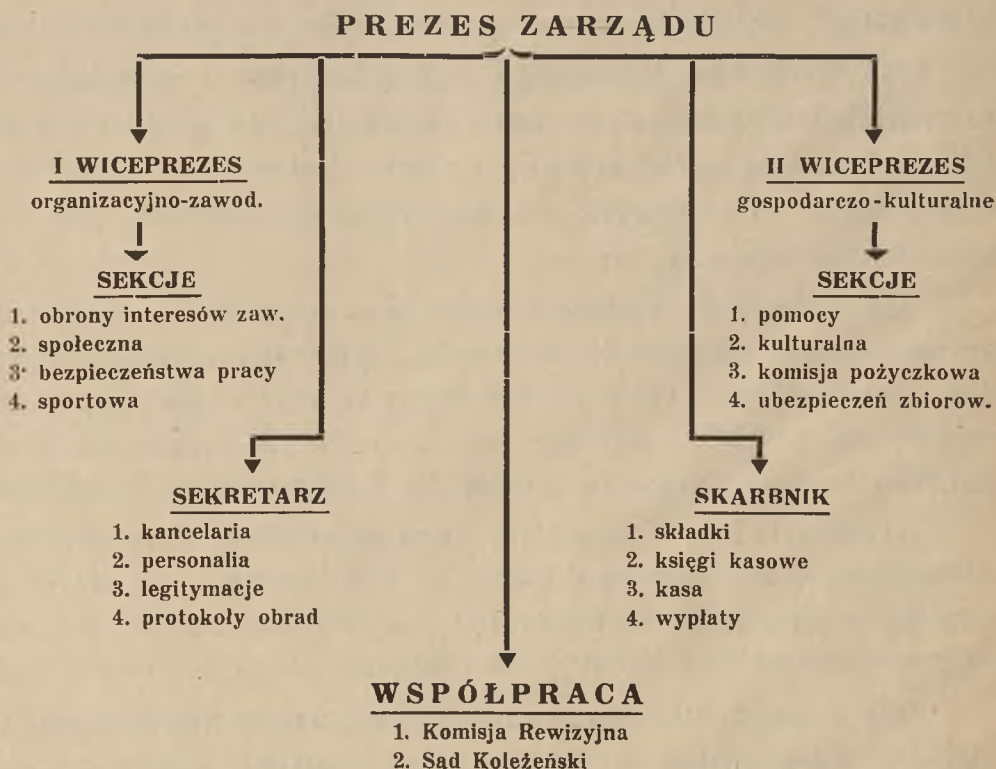 PREZES ZARZĄDU
I WICEPREZES
organizacyjno-zawod.
SEKCJE
1. obrony interesów zaw.
2. społeczna
3. bezpieczeństwa pracy
4. sportowa
II WICEPREZES
gospodarczo-kulturalne
SEKCJE
1. pomocy
2. kulturalna
3. komisja pożyczkowa
4. ubezpieczeń zbiorow.
SEKRETARZ
1. kancelaria
2. personalia
3. legitymacje
4. protokoły obrad
SKARBNIK
1. składki
2. księgi kasowe
3. kasa
4. wypłaty
WSPÓŁPRACA
1. Komisja Rewizyjna
2. Sąd Koleżeński